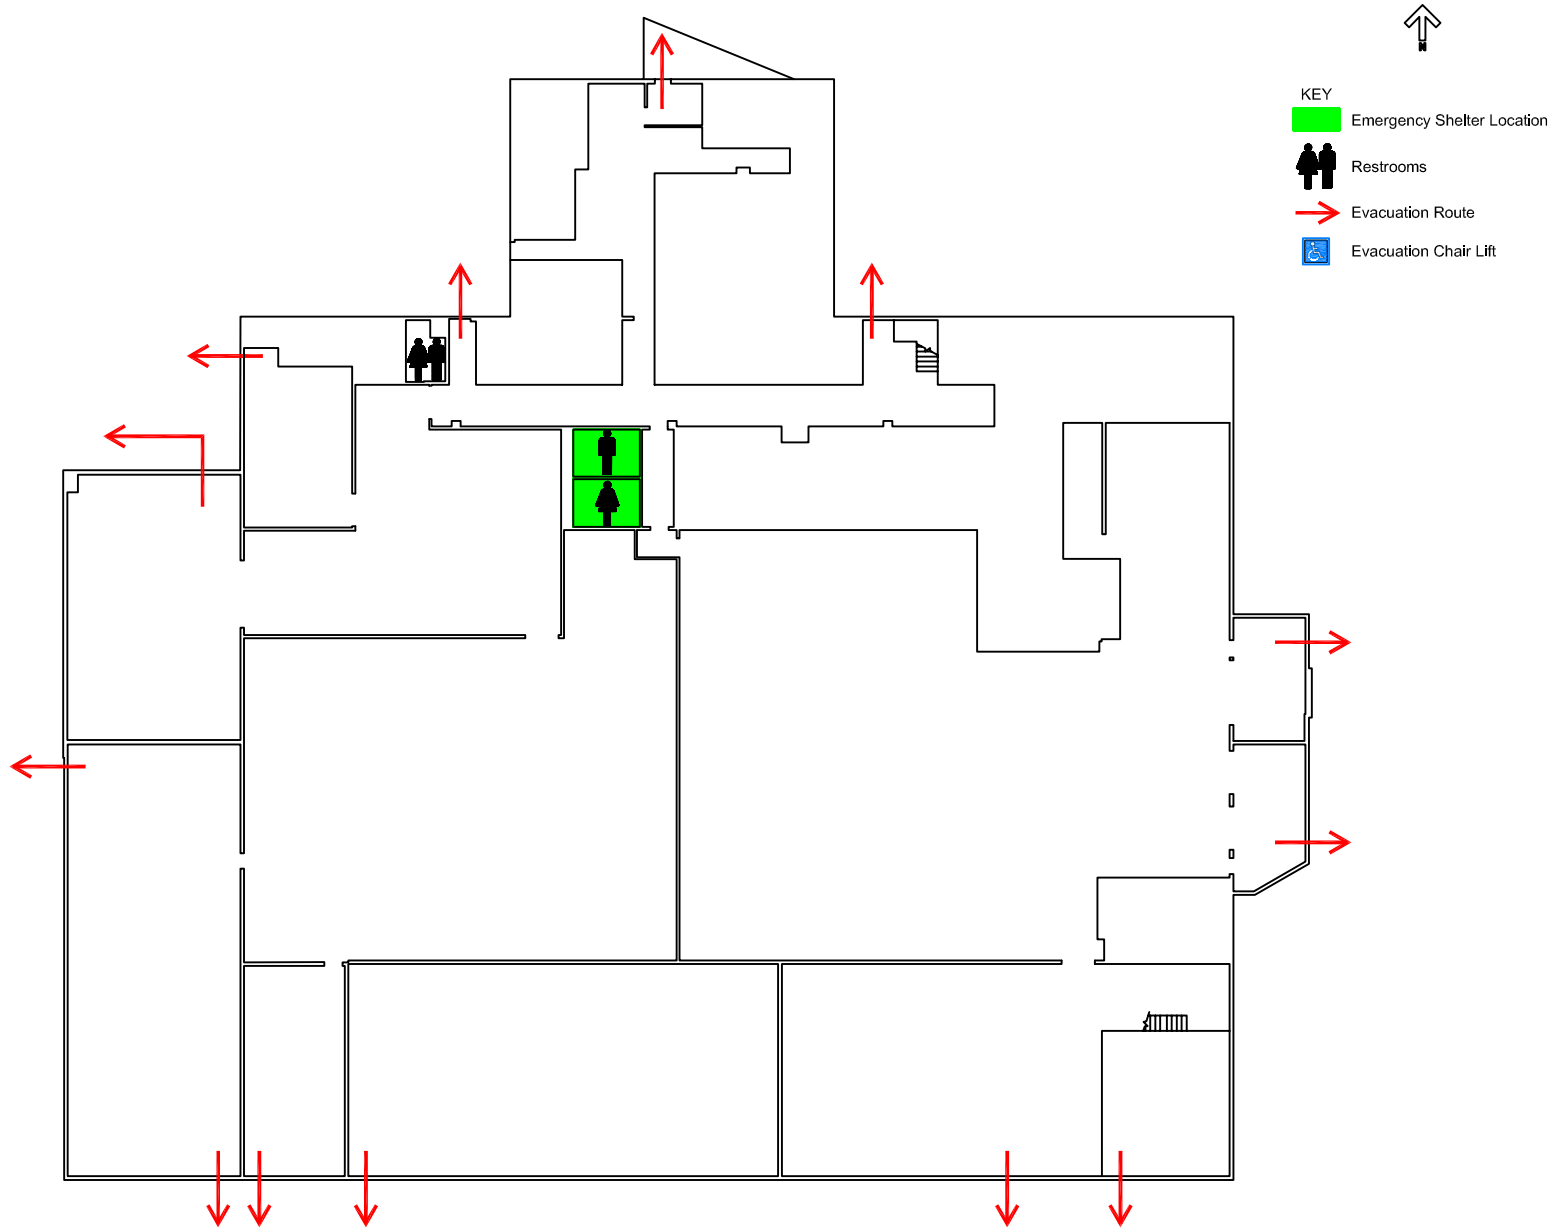 N
KEY
Emergency Shelter Location
Restrooms
Evacuation Route
Evacuation Chair Lift